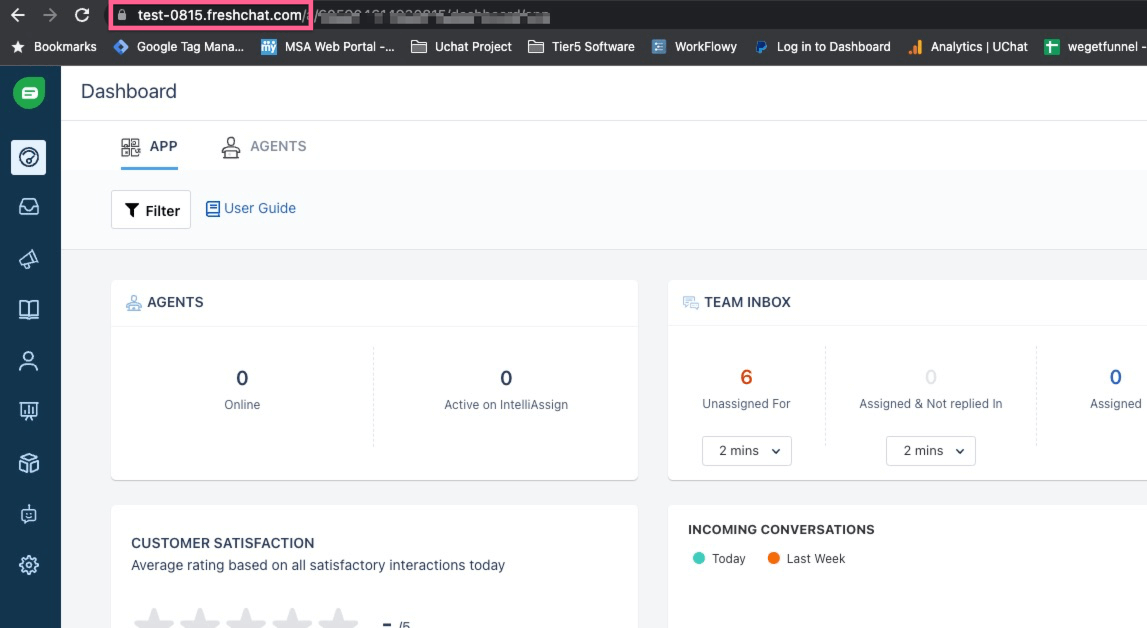 test-0815.freshchat.com/
Bookmarks Google Tag Mana... my MSA Web Portal -... Uchat Project Tier5 Software WorkFlowy Log in to Dashboard Analytics | UChat wegetfunnel -
Dashboard
APP AGENTS
Filter User Guide
AGENTS
0
Online
0
Active on IntelliAssign
TEAM INBOX
6
Unassigned For
2 mins
0
Assigned & Not replied In
2 mins
0
Assigned
CUSTOMER SATISFACTION
Average rating based on all satisfactory interactions today
- /5
INCOMING CONVERSATIONS
Today Last Week